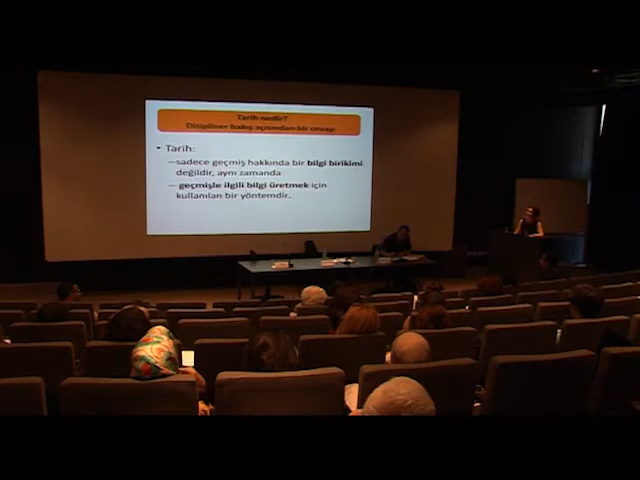 Tarih nedir?
Disipliner bakış açısından bir cevap
• Tarih:
—sadece geçmiş hakkında bir bilgi birikimi
değildir, aynı zamanda
— geçmişle ilgili bilgi üretmek için
kullanılan bir yöntemdir.